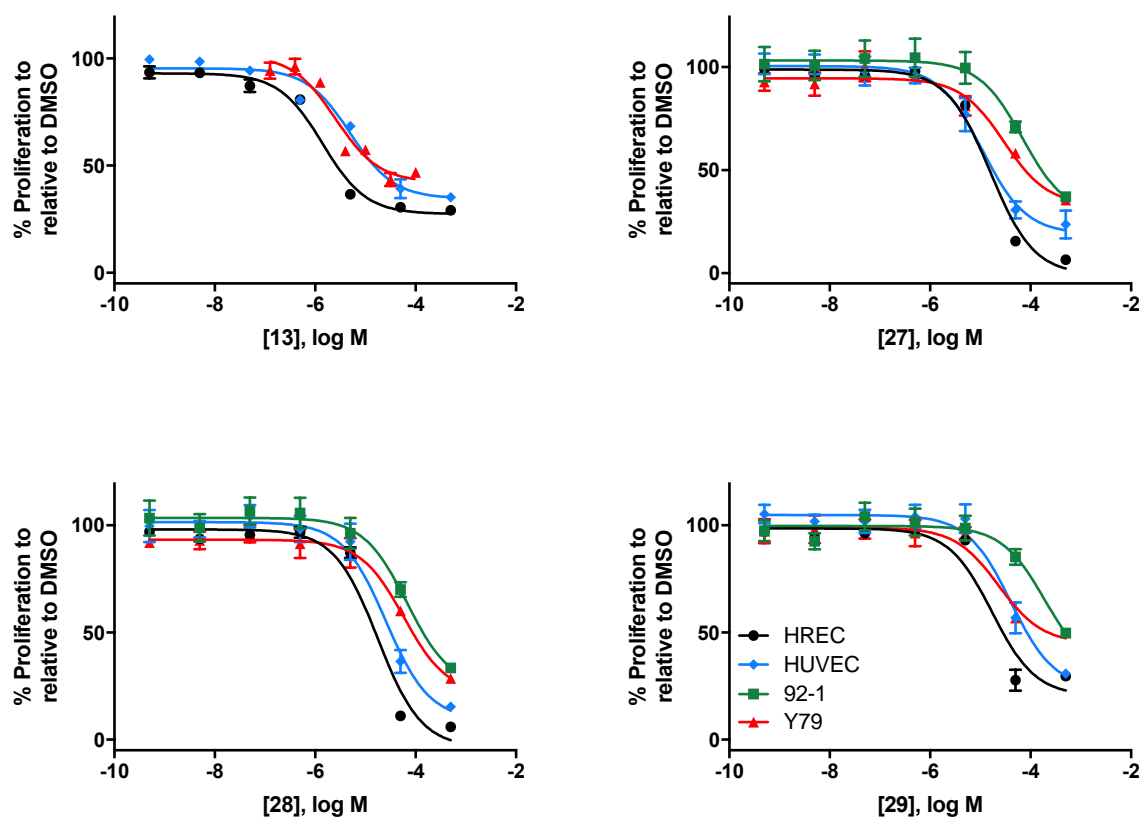 % Proliferation to
relative to DMSO
100
50
0
-10
-8
-6
-4
-2
[13], log M
% Proliferation to
relative to DMSO
100
50
0
-10
-8
-6
-4
-2
[27], log M
% Proliferation to
relative to DMSO
100
50
0
-10
-8
-6
-4
-2
[28], log M
% Proliferation to
relative to DMSO
100
50
0
HREC
HUVEC
92-1
Y79
-10
-8
-6
-4
-2
[29], log M